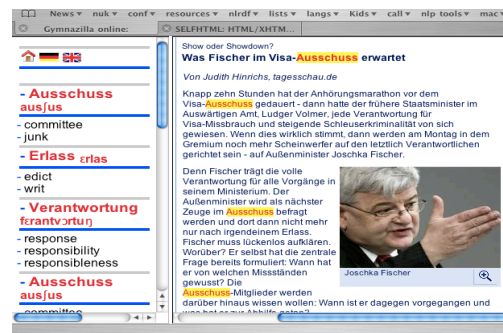 News▾ nuk▾ conf▾ resources▾ nlrdf▾ lists▾ langs▾ Kids▾ call▾ nlp tools▾
Gymnazilla online:
SELFHTML: HTML/XHTM...
- Ausschuss
ausʃus
- committee
- junk
- Erlass ɛrlas
- edict
- writ
- Verantwortung
fɛrantvɔrtuŋ
- response
- responsibility
- responsibleness
- Ausschuss
ausʃus
- committee
Show oder Showdown?
Was Fischer im Visa-Ausschuss erwartet
Von Judith Hinrichs, tagesschau.de
Knapp zehn Stunden hat der Anhörungsmarathon vor dem
Visa-Ausschuss gedauert - dann hatte der frühere Staatsminister im
Auswärtigen Amt, Ludger Volmer, jede Verantwortung für
Visa-Missbrauch und steigende Schleuserkriminalität von sich
gewiesen. Wenn dies wirklich stimmt, dann werden am Montag in dem
Gremium noch mehr Scheinwerfer auf den letztlich Verantwortlichen
gerichtet sein - auf Außenminister Joschka Fischer.
Denn Fischer trägt die volle
Verantwortung für alle Vorgänge in
seinem Ministerium. Der
Außenminister wird als nächster
Zeuge im Ausschuss befragt
werden und dort dann nicht mehr
nur nach irgendeinem Erlass.
Fischer muss lückenlos aufklären.
Worüber? Er selbst hat die zentrale
Frage bereits formuliert: Wann hat
er von welchen Missständen
gewusst? Die
Ausschuss-Mitglieder werden
darüber hinaus wissen wollen: Wann ist er dagegen vorgegangen und
was hat er zur Abhilfe getan?
Joschka Fischer